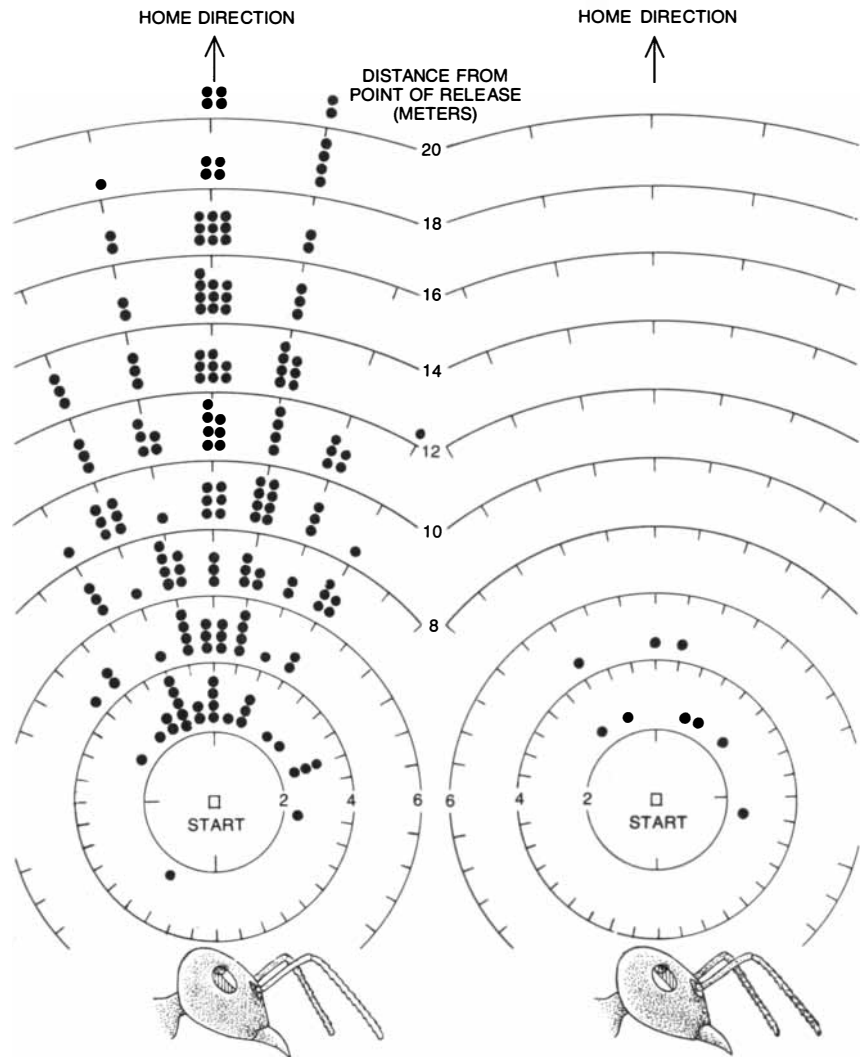 HOME DIRECTION
HOME DIRECTION
DISTANCE FROM
POINT OF RELEASE
(METERS)
20
18
16
14
12
10
8
2 4 6 6 4 2
START START